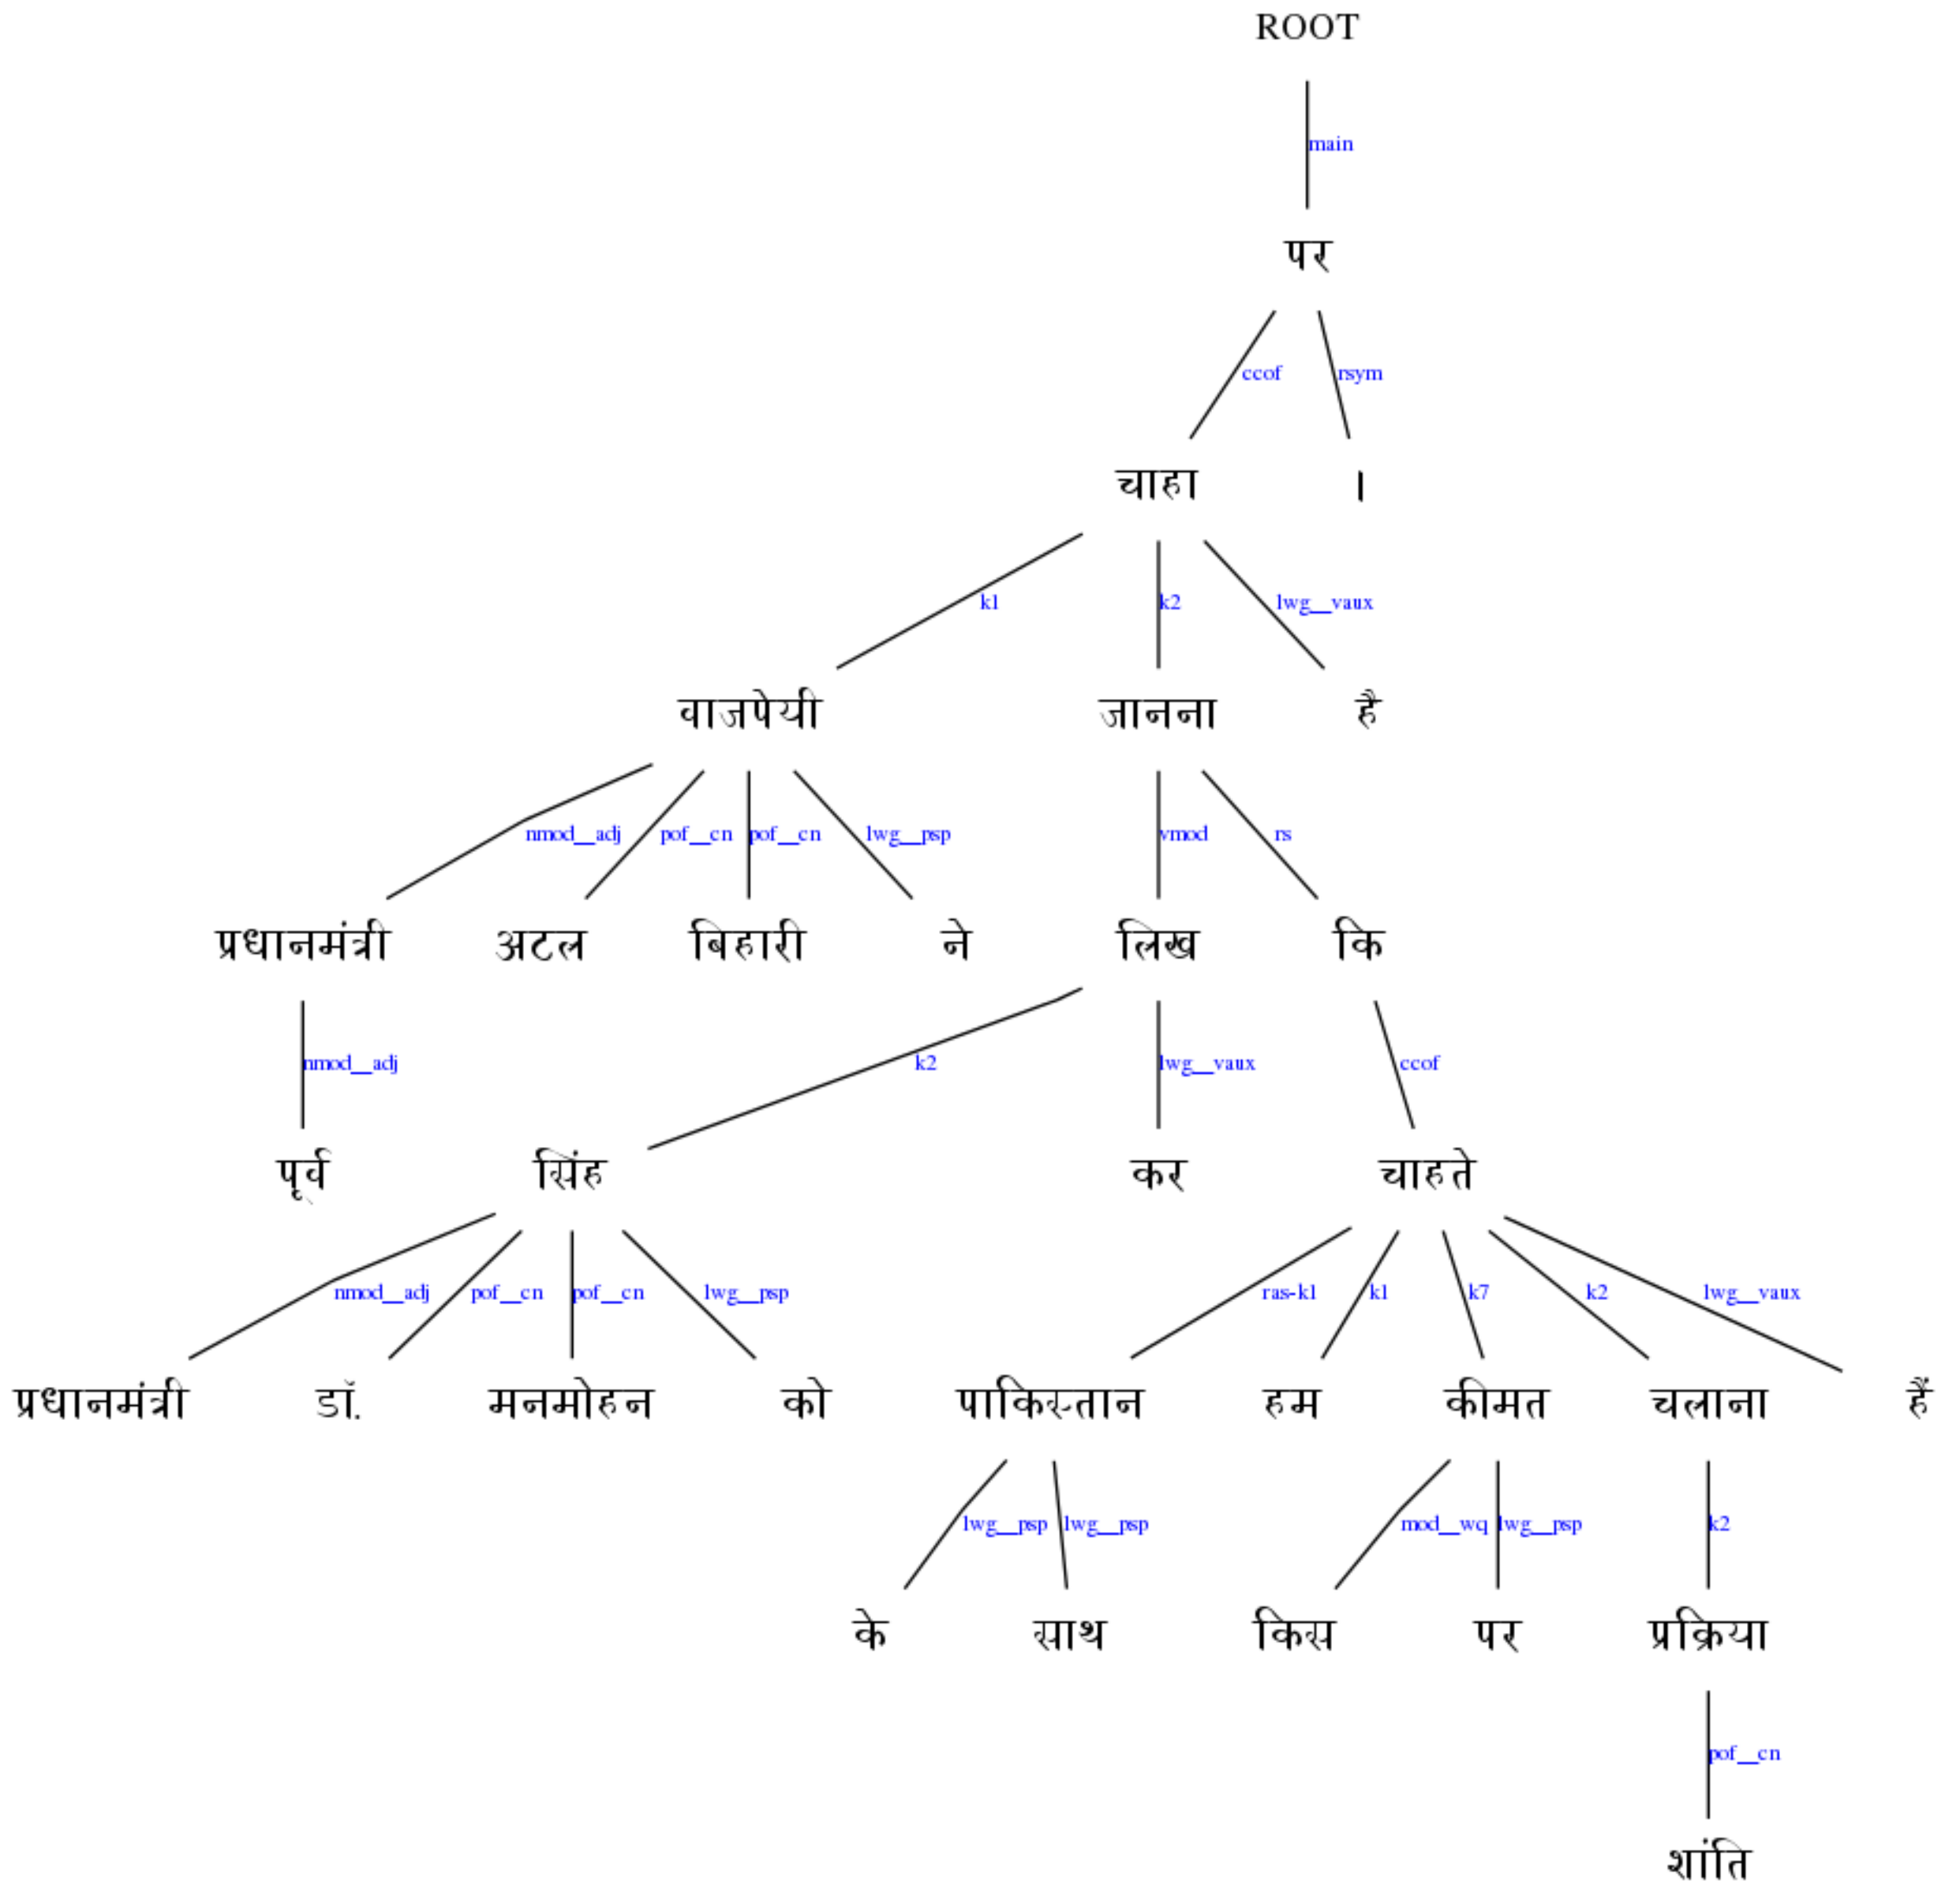 ROOT
main
पर
ccof rsym
चाहा ।
k1 k2 lwg__vaux
वाजपेयी जानना है
nmod__adj pof__cn pof__cn lwg__psp vmod rs
प्रधानमंत्री अटल बिहारी ने लिख कि
nmod__adj k2 lwg__vaux ccof
पूर्व सिंह कर चाहते
nmod__adj pof__cn pof__cn lwg__psp ras-k1 k1 k7 k2 lwg__vaux
प्रधानमंत्री डॉ. मनमोहन को पाकिस्तान हम कीमत चलाना हैं
lwg__psp lwg__psp mod__wq lwg__psp k2
के साथ किस पर प्रक्रिया
pof__cn
शांति